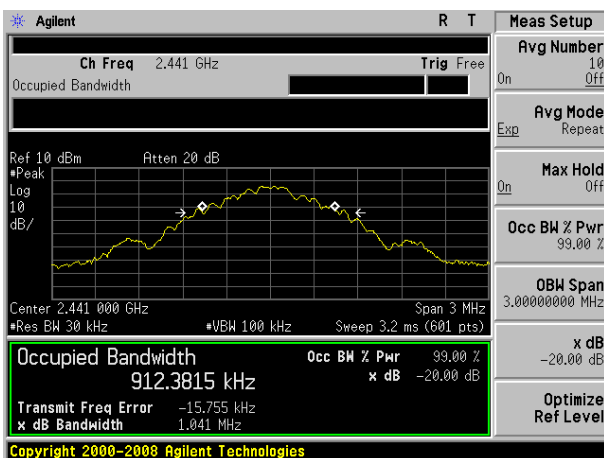 Agilent R T Meas Setup
Avg Number
10
On Off
Ch Freq 2.441 GHz Trig Free
Occupied Bandwidth
Avg Mode
Exp Repeat
Ref 10 dBm Atten 20 dB
#Peak
Log
10
dB/
Max Hold
On Off
Occ BW % Pwr
99.00 %
OBW Span
3.00000000 MHz
Center 2.441 000 GHz Span 3 MHz
#Res BW 30 kHz #VBW 100 kHz Sweep 3.2 ms (601 pts)
x dB
-20.00 dB
Occupied Bandwidth Occ BW % Pwr 99.00 %
912.3815 kHz x dB -20.00 dB
Transmit Freq Error -15.755 kHz
x dB Bandwidth 1.041 MHz
Optimize
Ref Level
Copyright 2000-2008 Agilent Technologies